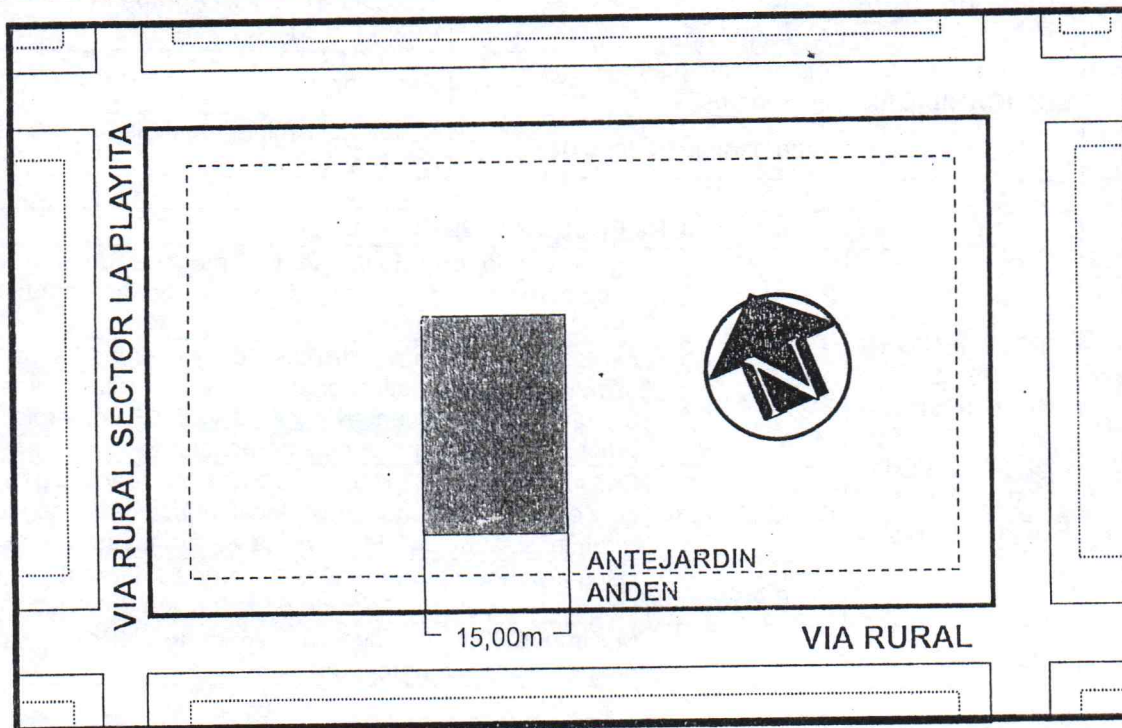 VIA RURAL SECTOR LA PLAYITA
N
ANTEJARDIN
ANDEN
15,00m
VIA RURAL